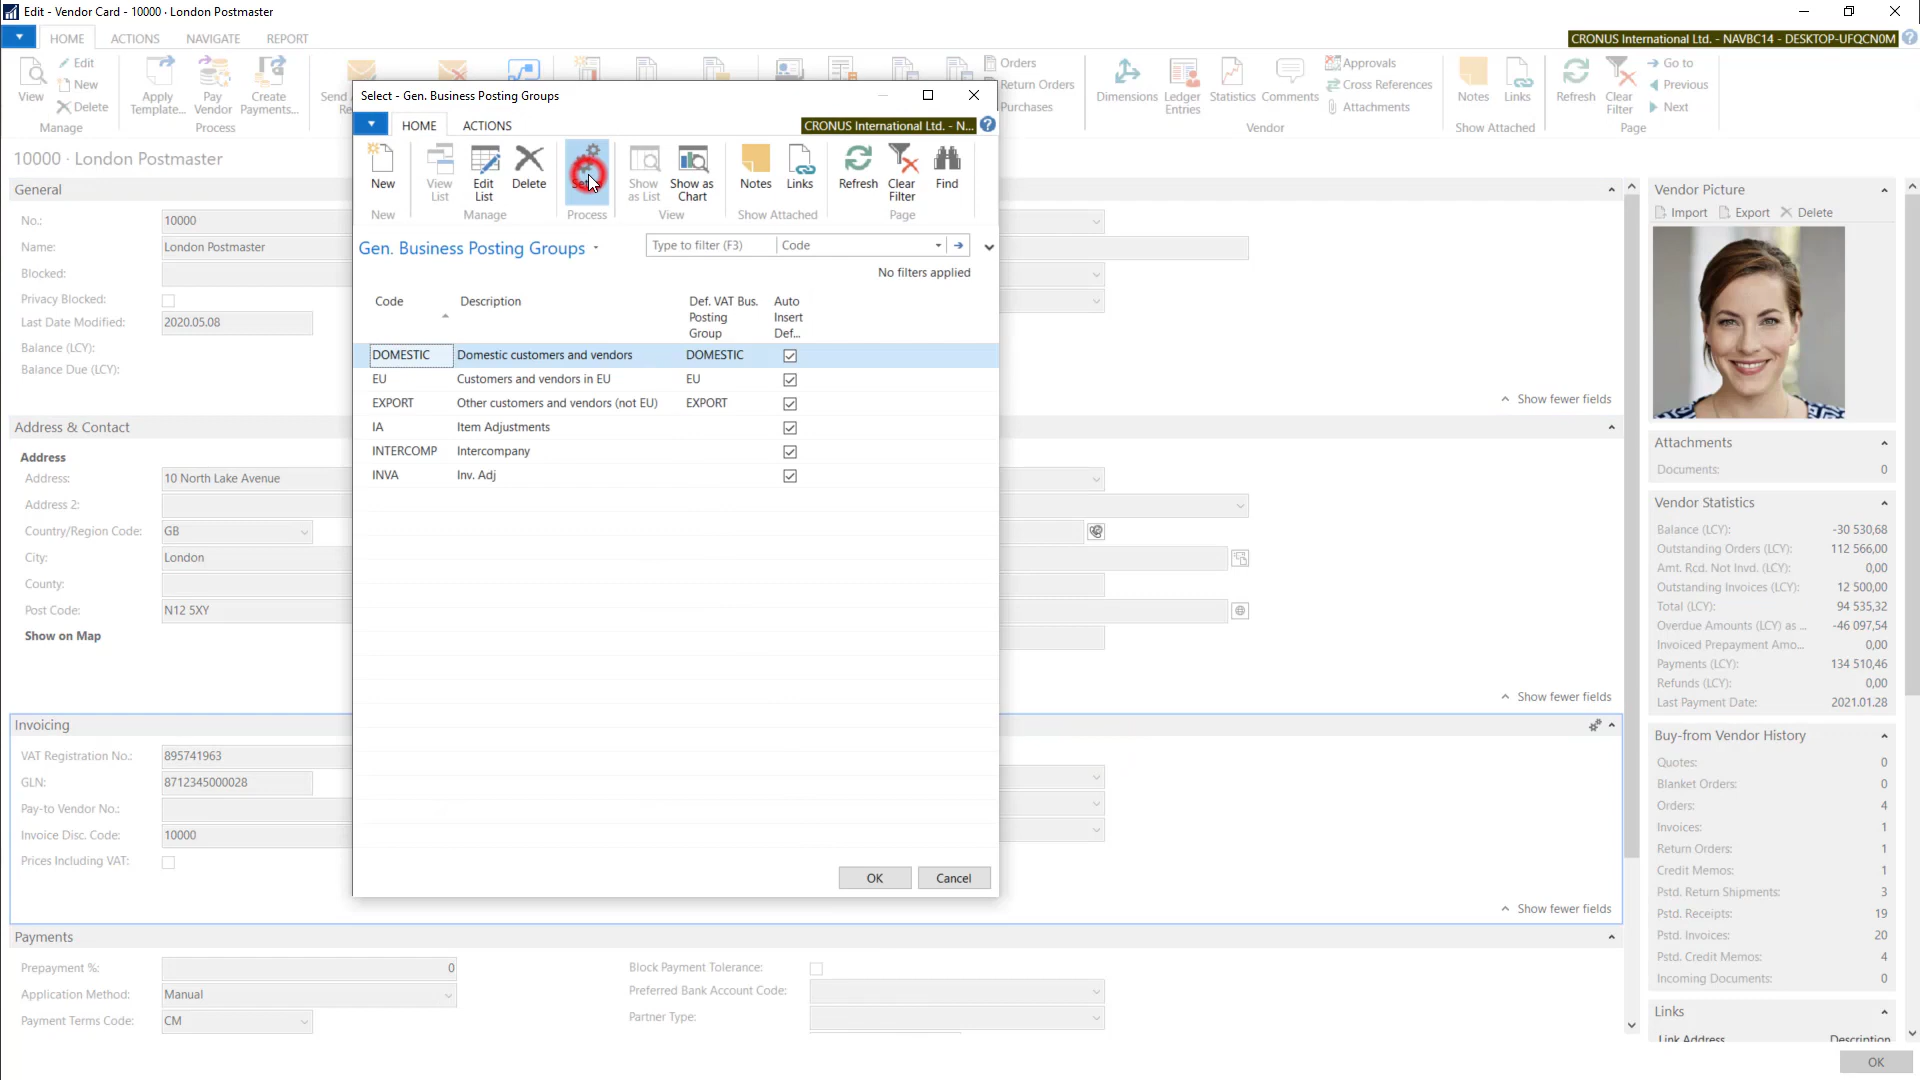 Edit - Vendor Card - 10000 · London Postmaster
HOME ACTIONS NAVIGATE REPORT
CRONUS International Ltd. - NAVBC14 - DESKTOP-UFQCN0M
View
Edit
New
Delete
Manage
Apply Template...
Pay Vendor
Create Payments...
Process
Send
Orders
Return Orders
Purchases
Dimensions
Ledger Entries
Statistics
Comments
Approvals
Cross References
Attachments
Vendor
Notes
Links
Show Attached
Refresh
Clear Filter
Go to
Previous
Next
Page
10000 · London Postmaster
General
No.: 10000
Name: London Postmaster
Blocked:
Privacy Blocked:
Last Date Modified: 2020.05.08
Balance (LCY):
Balance Due (LCY):
Show fewer fields
Address & Contact
Address
Address: 10 North Lake Avenue
Address 2:
Country/Region Code: GB
City: London
County:
Post Code: N12 5XY
Show on Map
Show fewer fields
Invoicing
VAT Registration No.: 895741963
GLN: 8712345000028
Pay-to Vendor No.:
Invoice Disc. Code: 10000
Prices Including VAT:
Show fewer fields
Payments
Prepayment %: 0
Application Method: Manual
Payment Terms Code: CM
Block Payment Tolerance:
Preferred Bank Account Code:
Partner Type:
Select - Gen. Business Posting Groups
HOME ACTIONS
CRONUS International Ltd. - N...
New
New
View List
Edit List
Delete
Manage
Process
Show as List
Show as Chart
View
Notes
Links
Show Attached
Refresh
Clear Filter
Find
Page
Gen. Business Posting Groups
Type to filter (F3) Code
No filters applied
Code Description Def. VAT Bus. Posting Group Auto Insert Def...
DOMESTIC Domestic customers and vendors DOMESTIC
EU Customers and vendors in EU EU
EXPORT Other customers and vendors (not EU) EXPORT
IA Item Adjustments
INTERCOMP Intercompany
INVA Inv. Adj
OK Cancel
Vendor Picture
Import Export Delete
Attachments
Documents: 0
Vendor Statistics
Balance (LCY): -30 530,68
Outstanding Orders (LCY): 112 566,00
Amt. Rcd. Not Invd. (LCY): 0,00
Outstanding Invoices (LCY): 12 500,00
Total (LCY): 94 535,32
Overdue Amounts (LCY) as ... -46 097,54
Invoiced Prepayment Amo... 0,00
Payments (LCY): 134 510,46
Refunds (LCY): 0,00
Last Payment Date: 2021.01.28
Buy-from Vendor History
Quotes: 0
Blanket Orders: 0
Orders: 4
Invoices: 1
Return Orders: 1
Credit Memos: 1
Pstd. Return Shipments: 3
Pstd. Receipts: 19
Pstd. Invoices: 20
Pstd. Credit Memos: 4
Incoming Documents: 0
Links
Link Address Description
OK